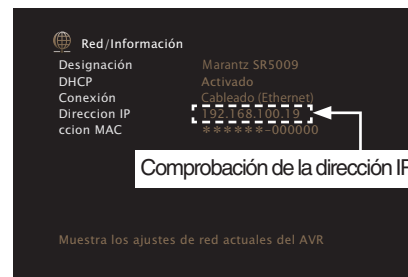 Red/Información
Designación Marantz SR5009
DHCP Activado
Conexión Cableado (Ethernet)
Direccion IP 192.168.100.19
ccion MAC ******-000000
Comprobación de la dirección IP
Muestra los ajustes de red actuales del AVR